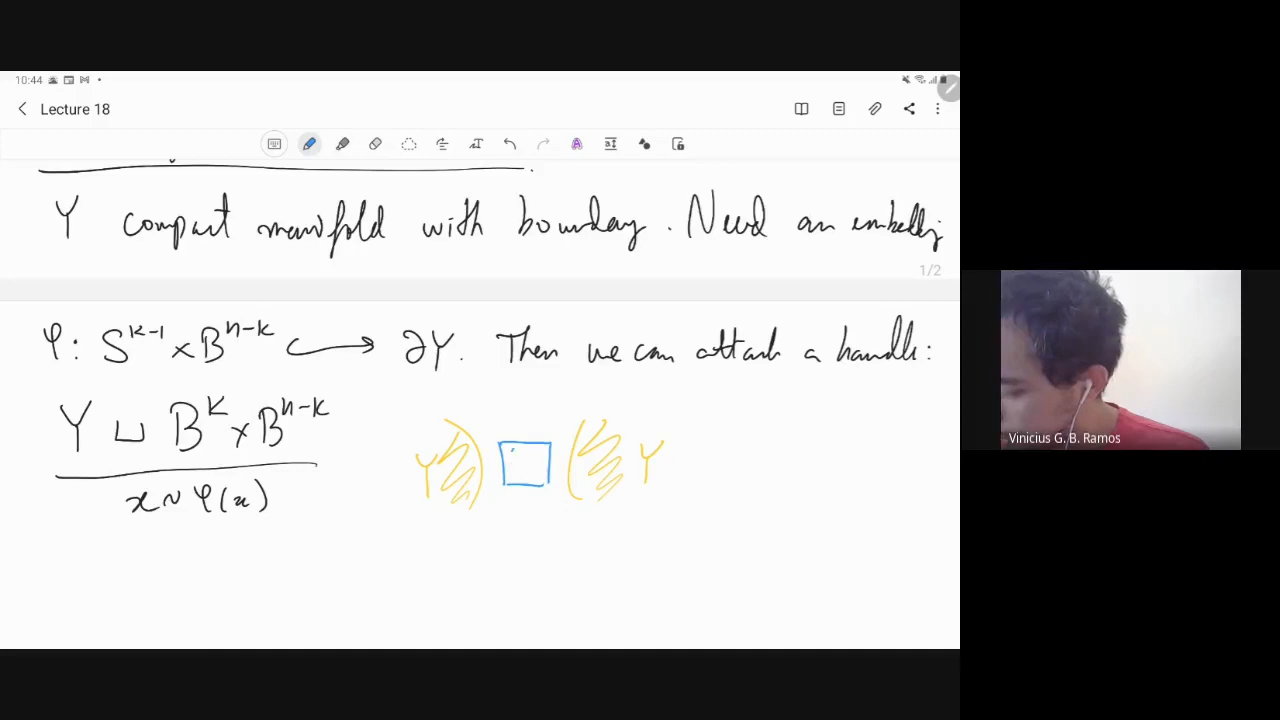 10:44
Lecture 18
Y compact manifold with boundary. Need an embedding
1/2
φ: S^{k-1} × B^{n-k} ↪ ∂Y. Then we can attach a handle:
Y ⊔ B^k × B^{n-k}
x ~ φ(x)
Y Y
Vinicius G. B. Ramos